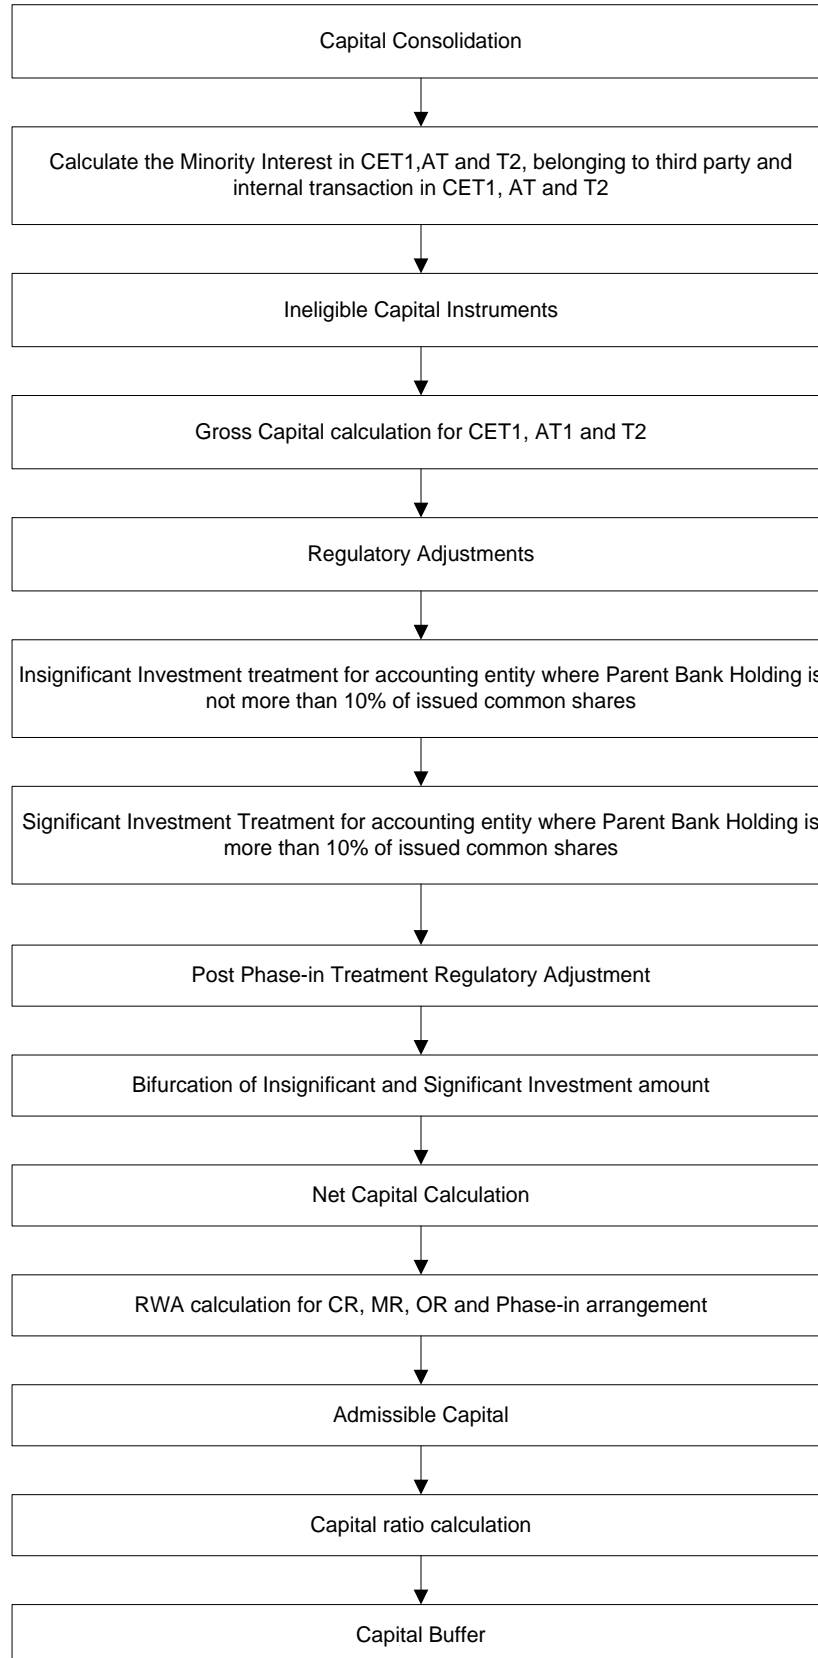 Capital Consolidation
Calculate the Minority Interest in CET1,AT and T2, belonging to third party and
internal transaction in CET1, AT and T2
Ineligible Capital Instruments
Gross Capital calculation for CET1, AT1 and T2
Regulatory Adjustments
Insignificant Investment treatment for accounting entity where Parent Bank Holding is
not more than 10% of issued common shares
Significant Investment Treatment for accounting entity where Parent Bank Holding is
more than 10% of issued common shares
Post Phase-in Treatment Regulatory Adjustment
Bifurcation of Insignificant and Significant Investment amount
Net Capital Calculation
RWA calculation for CR, MR, OR and Phase-in arrangement
Admissible Capital
Capital ratio calculation
Capital Buffer